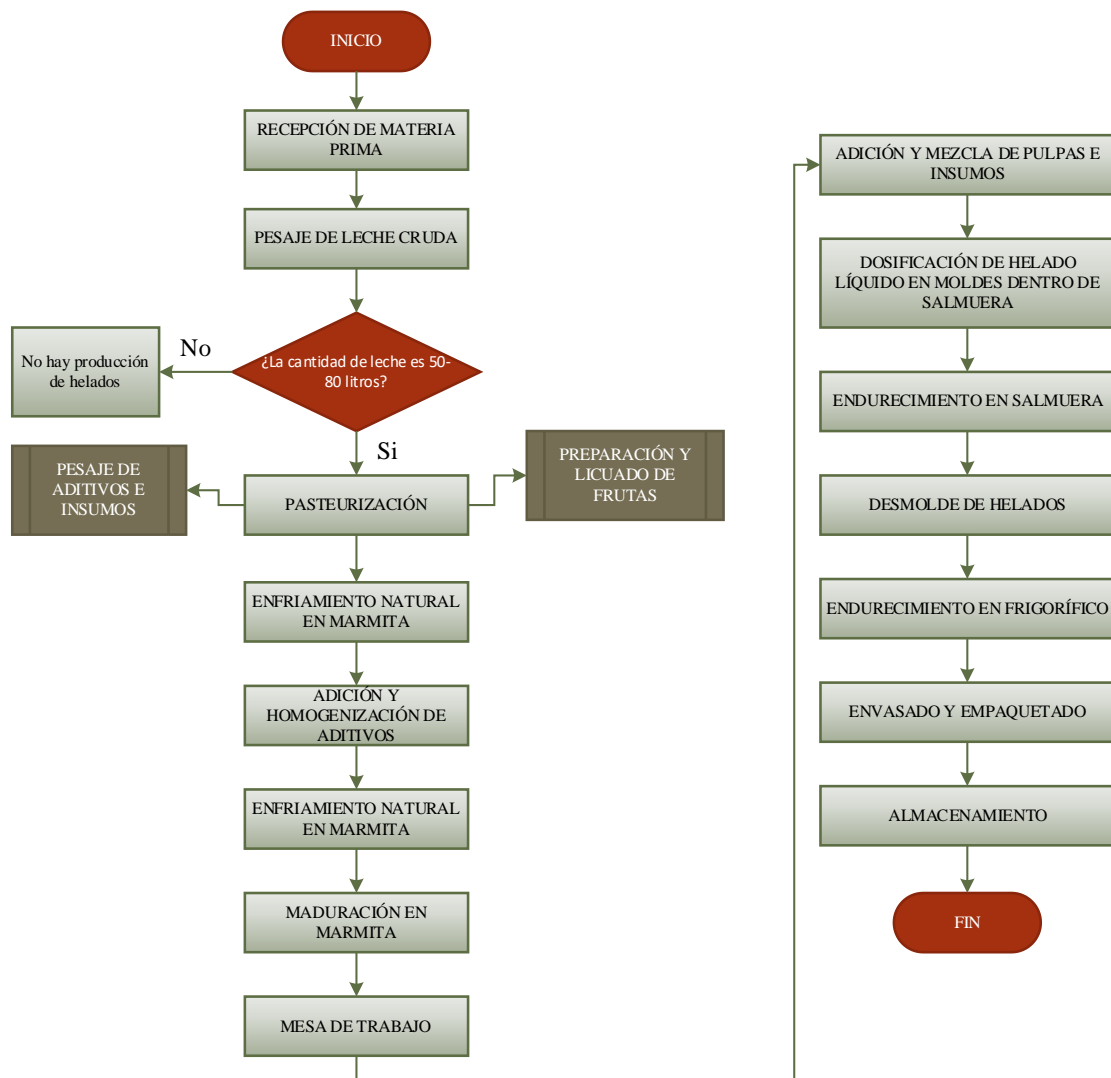 INICIO
RECEPCIÓN DE MATERIA
PRIMA
PESAJE DE LECHE CRUDA
¿La cantidad de leche es 50-
80 litros?
No
No hay producción
de helados
Si
PESAJE DE
ADITIVOS E
INSUMOS
PREPARACIÓN Y
LICUADO DE
FRUTAS
PASTEURIZACIÓN
ENFRIAMIENTO NATURAL
EN MARMITA
ADICIÓN Y
HOMOGENIZACIÓN DE
ADITIVOS
ENFRIAMIENTO NATURAL
EN MARMITA
MADURACIÓN EN
MARMITA
MESA DE TRABAJO
ADICIÓN Y MEZCLA DE PULPAS E
INSUMOS
DOSIFICACIÓN DE HELADO
LÍQUIDO EN MOLDES DENTRO DE
SALMUERA
ENDURECIMIENTO EN SALMUERA
DESMOLDE DE HELADOS
ENDURECIMIENTO EN FRIGORÍFICO
ENVASADO Y EMPAQUETADO
ALMACENAMIENTO
FIN